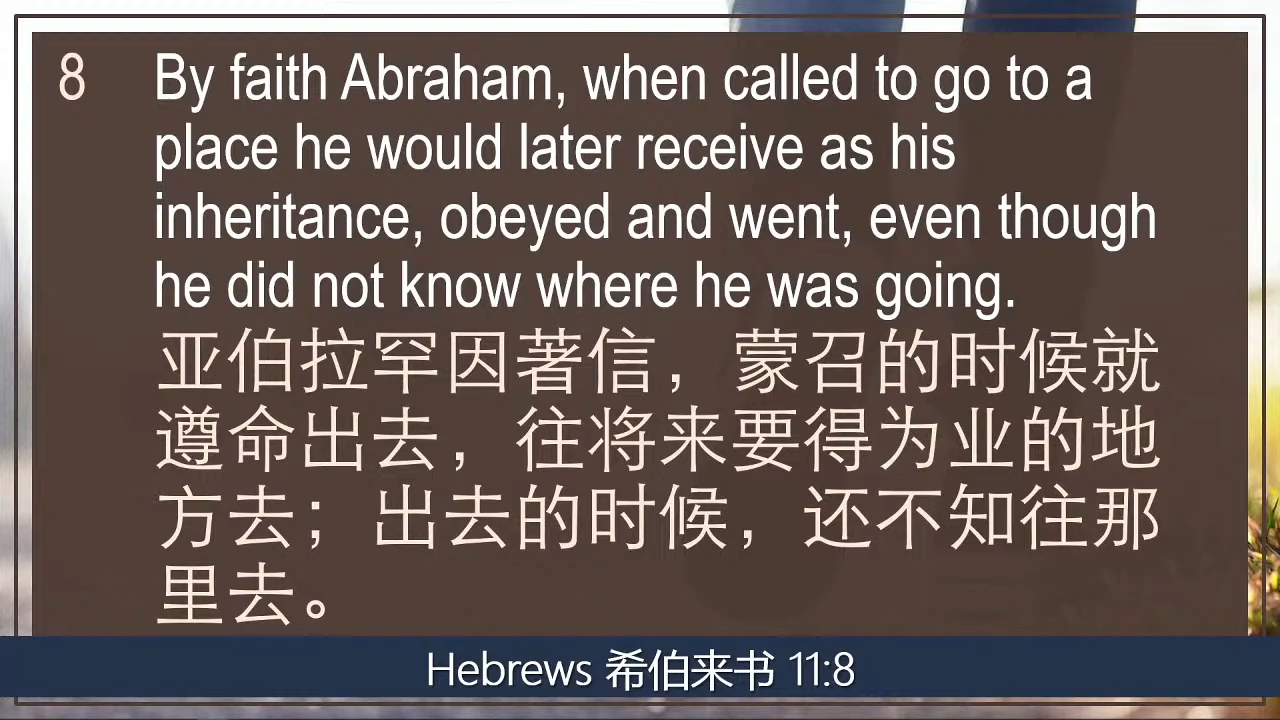 8 By faith Abraham, when called to go to a
place he would later receive as his
inheritance, obeyed and went, even though
he did not know where he was going.
亚伯拉罕因著信，蒙召的时候就
遵命出去，往将来要得为业的地
方去；出去的时候，还不知往那
里去。
Hebrews 希伯来书 11:8